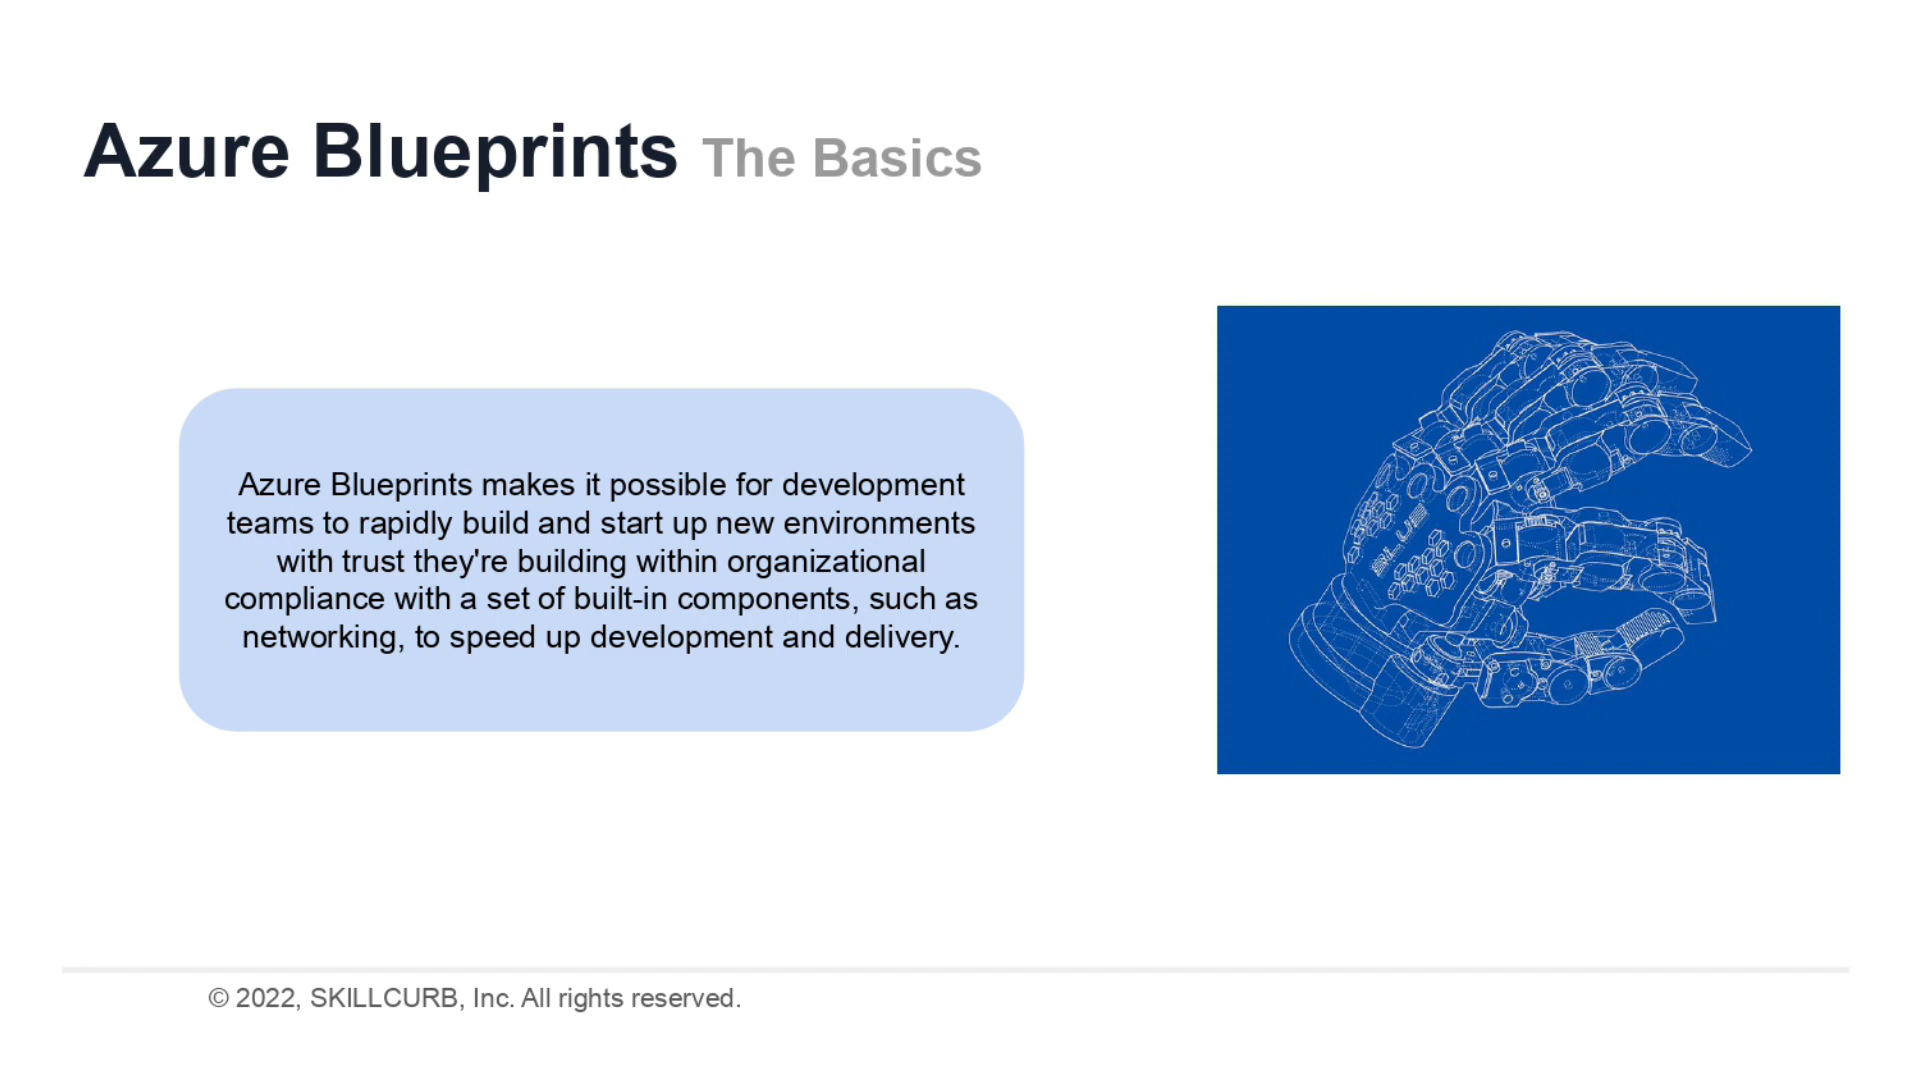 Azure Blueprints The Basics
Azure Blueprints makes it possible for development
teams to rapidly build and start up new environments
with trust they're building within organizational
compliance with a set of built-in components, such as
networking, to speed up development and delivery.
BLUE
© 2022, SKILLCURB, Inc. All rights reserved.